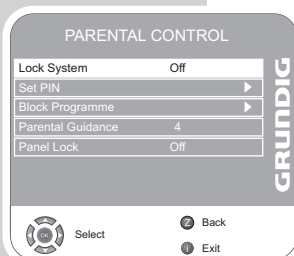 PARENTAL CONTROL
Lock System Off
Set PIN
Block Programme
Parental Guidance 4
Panel Lock Off
GRUNDIG
OK Select
Z Back
i Exit